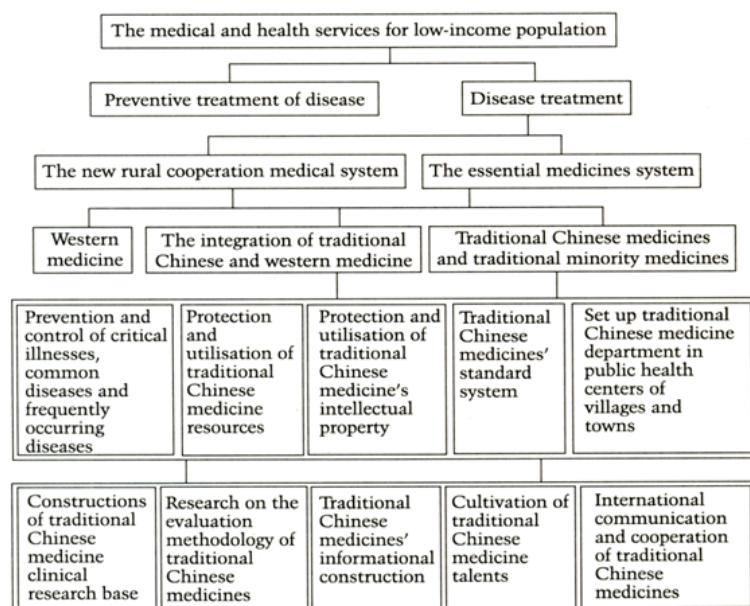 The medical and health services for low-income population
Preventive treatment of disease
Disease treatment
The new rural cooperation medical system
The essential medicines system
Western
medicine
The integration of traditional
Chinese and western medicine
Traditional Chinese medicines
and traditional minority medicines
Prevention and
control of critical
illnesses,
common
diseases and
frequently
occurring
diseases
Protection
and
utilisation of
traditional
Chinese
medicine
resources
Protection and
utilisation of
traditional
Chinese
medicine's
intellectual
property
Traditional
Chinese
medicines'
standard
system
Set up traditional
Chinese medicine
department in
public health
centers of
villages and
towns
Constructions
of traditional
Chinese
medicine
clinical
research base
Research on the
evaluation
methodology of
traditional
Chinese
medicines
Traditional
Chinese
medicines'
informational
construction
Cultivation of
traditional
Chinese
medicine
talents
International
communication
and cooperation
of traditional
Chinese
medicines